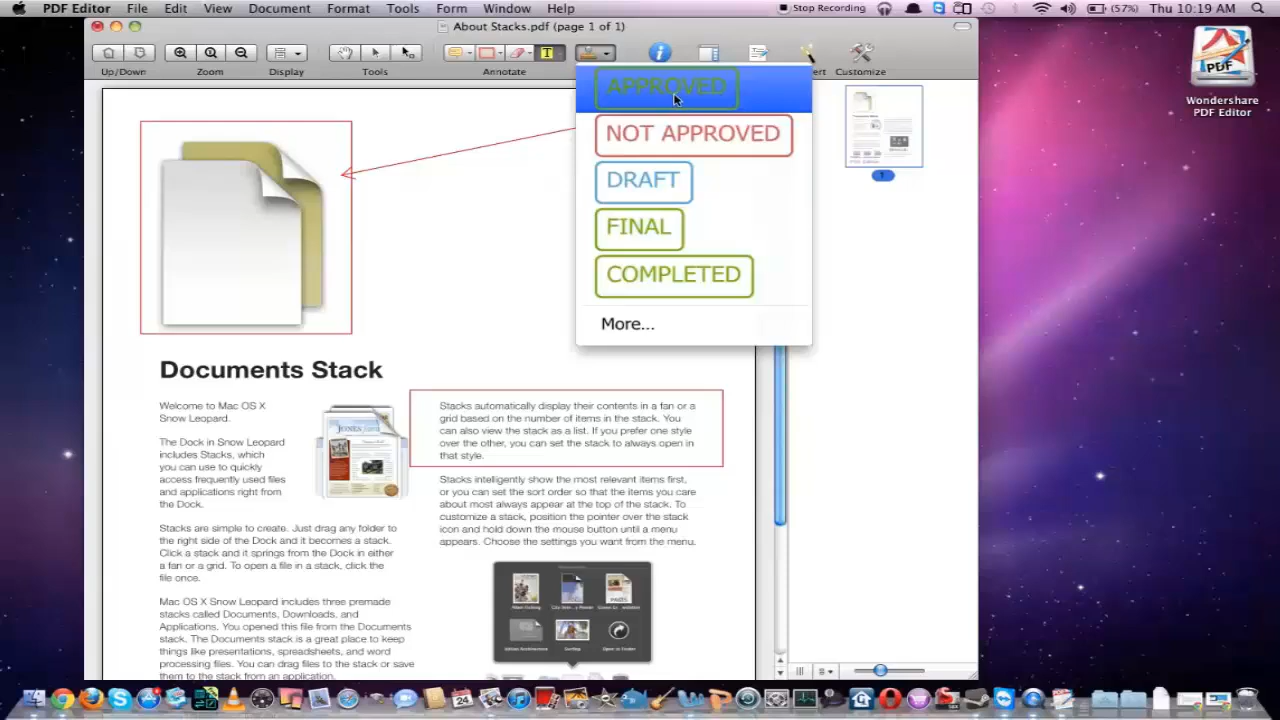 PDF Editor File Edit View Document Format Tools Form Window Help Stop Recording (57%) Thu 10:19 AM
About Stacks.pdf (page 1 of 1)
Up/Down Zoom Display Tools Annotate Customize
APPROVED
NOT APPROVED
DRAFT
FINAL
COMPLETED
More...
1
Wondershare
PDF Editor
Documents Stack
Welcome to Mac OS X
Snow Leopard.
The Dock in Snow Leopard
includes Stacks, which
you can use to quickly
access frequently used files
and applications right from
the Dock.
Stacks are simple to create. Just drag any folder to
the right side of the Dock and it becomes a stack.
Click a stack and it springs from the Dock in either
a fan or a grid. To open a file in a stack, click the
file once.
Mac OS X Snow Leopard includes three premade
stacks called Documents, Downloads, and
Applications. You opened this file from the Documents
stack. The Documents stack is a great place to keep
things like presentations, spreadsheets, and word
processing files. You can drag files to the stack or save
them to the stack from an application.
Stacks automatically display their contents in a fan or a
grid based on the number of items in the stack. You
can also view the stack as a list. If you prefer one style
over the other, you can set the stack to always open in
that style.
Stacks intelligently show the most relevant items first,
or you can set the sort order so that the items you care
about most always appear at the top of the stack. To
customize a stack, position the pointer over the stack
icon and hold down the mouse button until a menu
appears. Choose the settings you want from the menu.